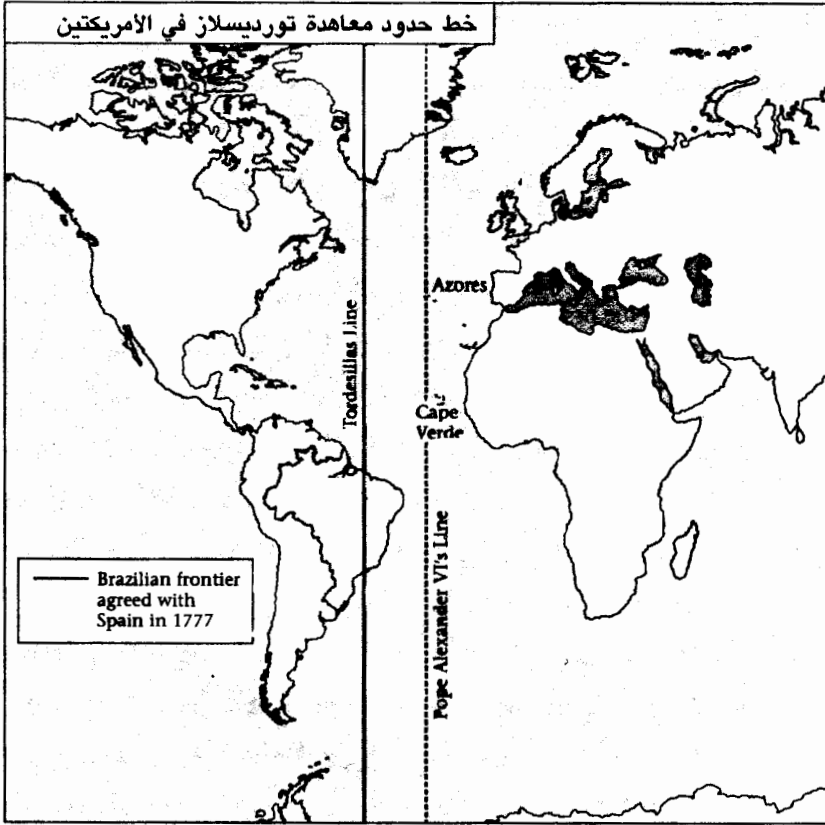 خط حدود معاهدة تورديسلاز في الأمريكتين
Azores
Tordesillas Line
Cape
Verde
Pope Alexander VI's Line
Brazilian frontier
agreed with
Spain in 1777